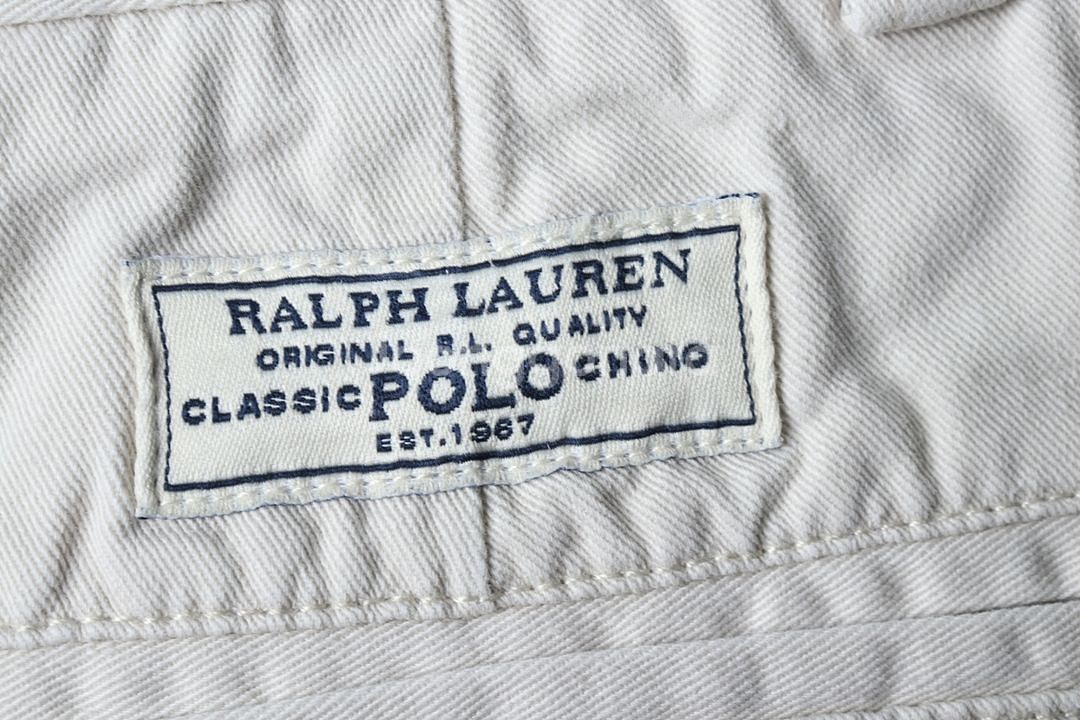 RALPH LAUREN
ORIGINAL R.L. QUALITY
CLASSIC POLO CHINO
EST.1967